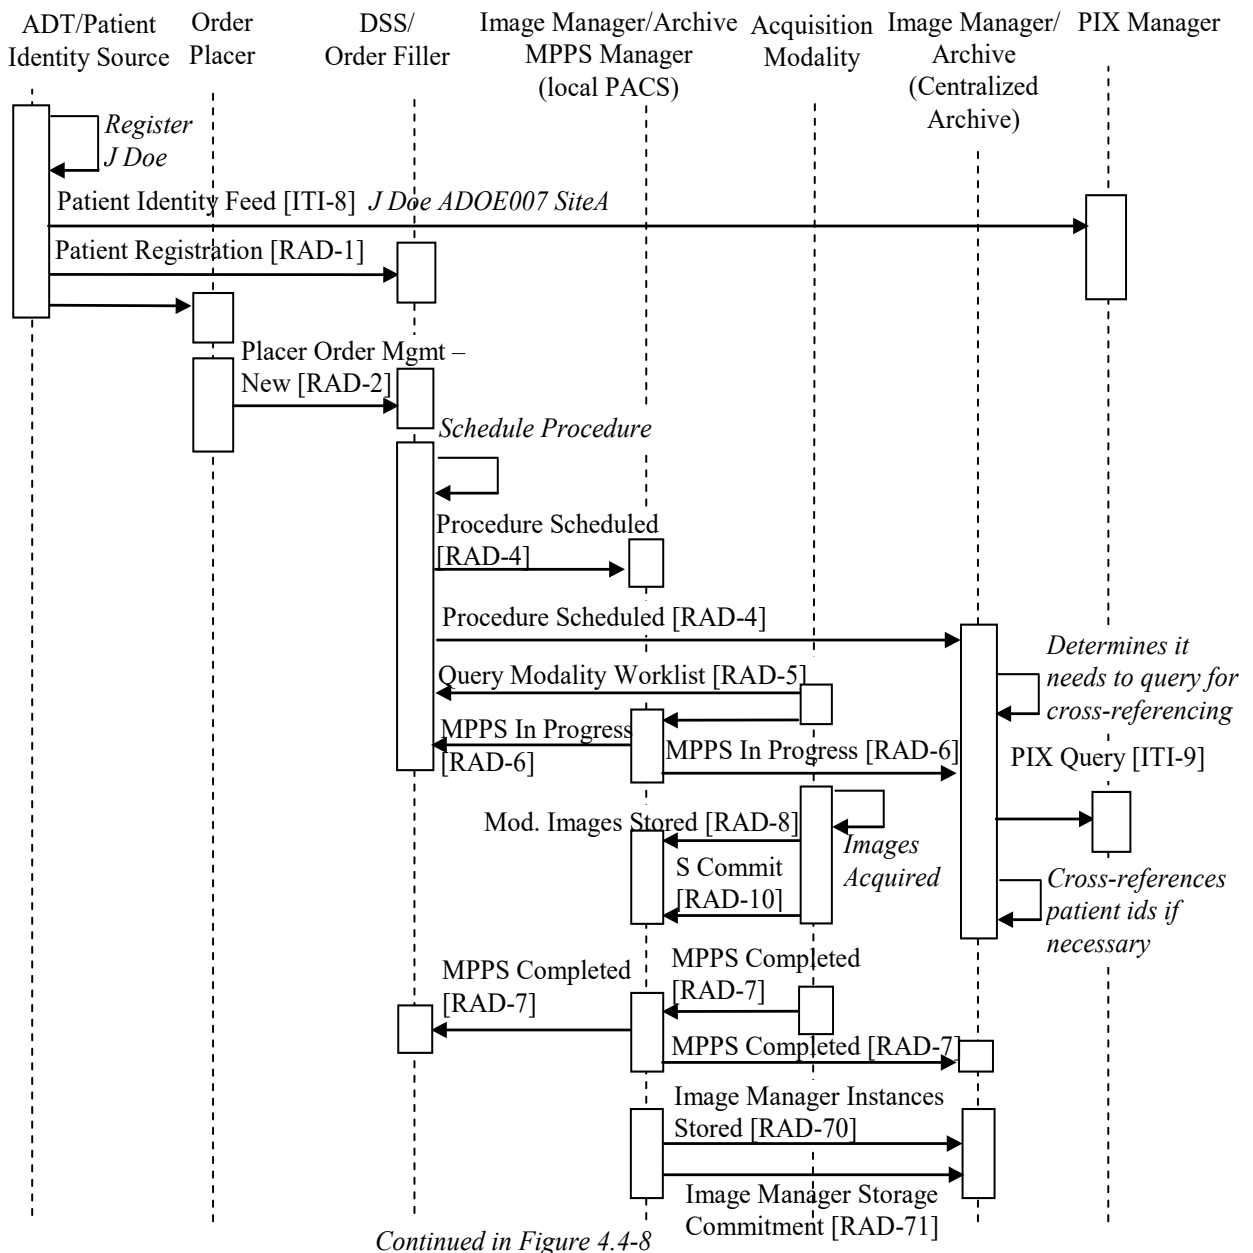 ADT/Patient
Identity Source
Order
Placer
DSS/
Order Filler
Image Manager/Archive
MPPS Manager
(local PACS)
Acquisition
Modality
Image Manager/
Archive
(Centralized
Archive)
PIX Manager
Register
J Doe
Patient Identity Feed [ITI-8] J Doe ADOE007 SiteA
Patient Registration [RAD-1]
Placer Order Mgmt –
New [RAD-2]
Schedule Procedure
Procedure Scheduled
[RAD-4]
Procedure Scheduled [RAD-4]
Determines it
needs to query for
cross-referencing
Query Modality Worklist [RAD-5]
MPPS In Progress
[RAD-6]
MPPS In Progress [RAD-6]
PIX Query [ITI-9]
Mod. Images Stored [RAD-8]
Images
Acquired
S Commit
[RAD-10]
Cross-references
patient ids if
necessary
MPPS Completed
[RAD-7]
MPPS Completed
[RAD-7]
MPPS Completed [RAD-7]
Image Manager Instances
Stored [RAD-70]
Image Manager Storage
Commitment [RAD-71]
Continued in Figure 4.4-8